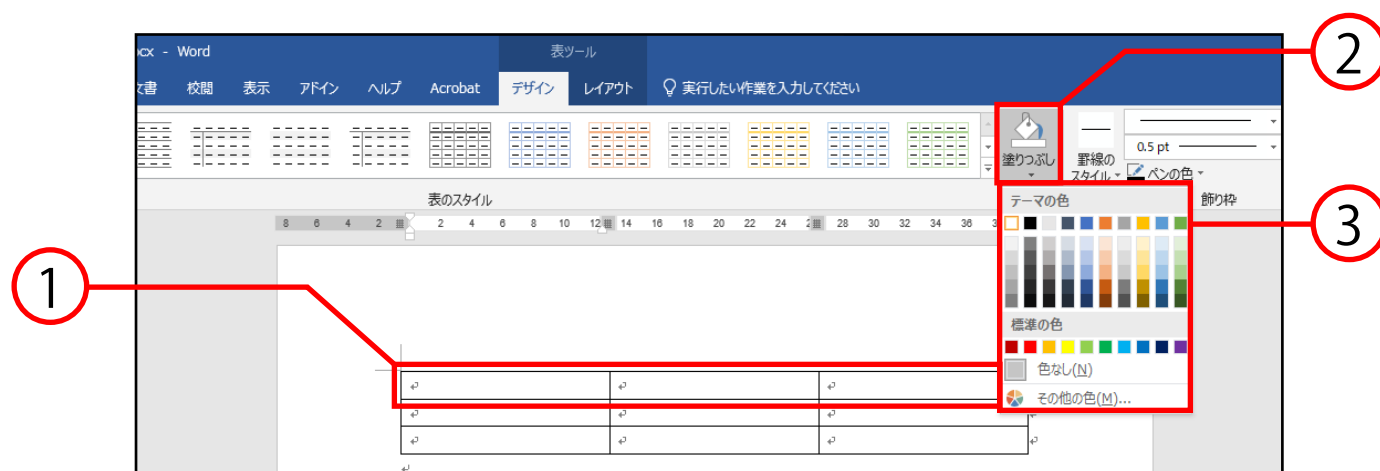 2
ocx - Word
表ツール
文書 校閲 表示 アドイン ヘルプ Acrobat デザイン レイアウト 実行したい作業を入力してください
塗りつぶし
罫線の
スタイル
0.5 pt
ペンの色
表のスタイル
飾り枠
テーマの色
8 6 4 2 2 4 6 8 10 12 14 16 18 20 22 24 28 30 32 34 36
3
1
標準の色
色なし(N)
その他の色(M)...